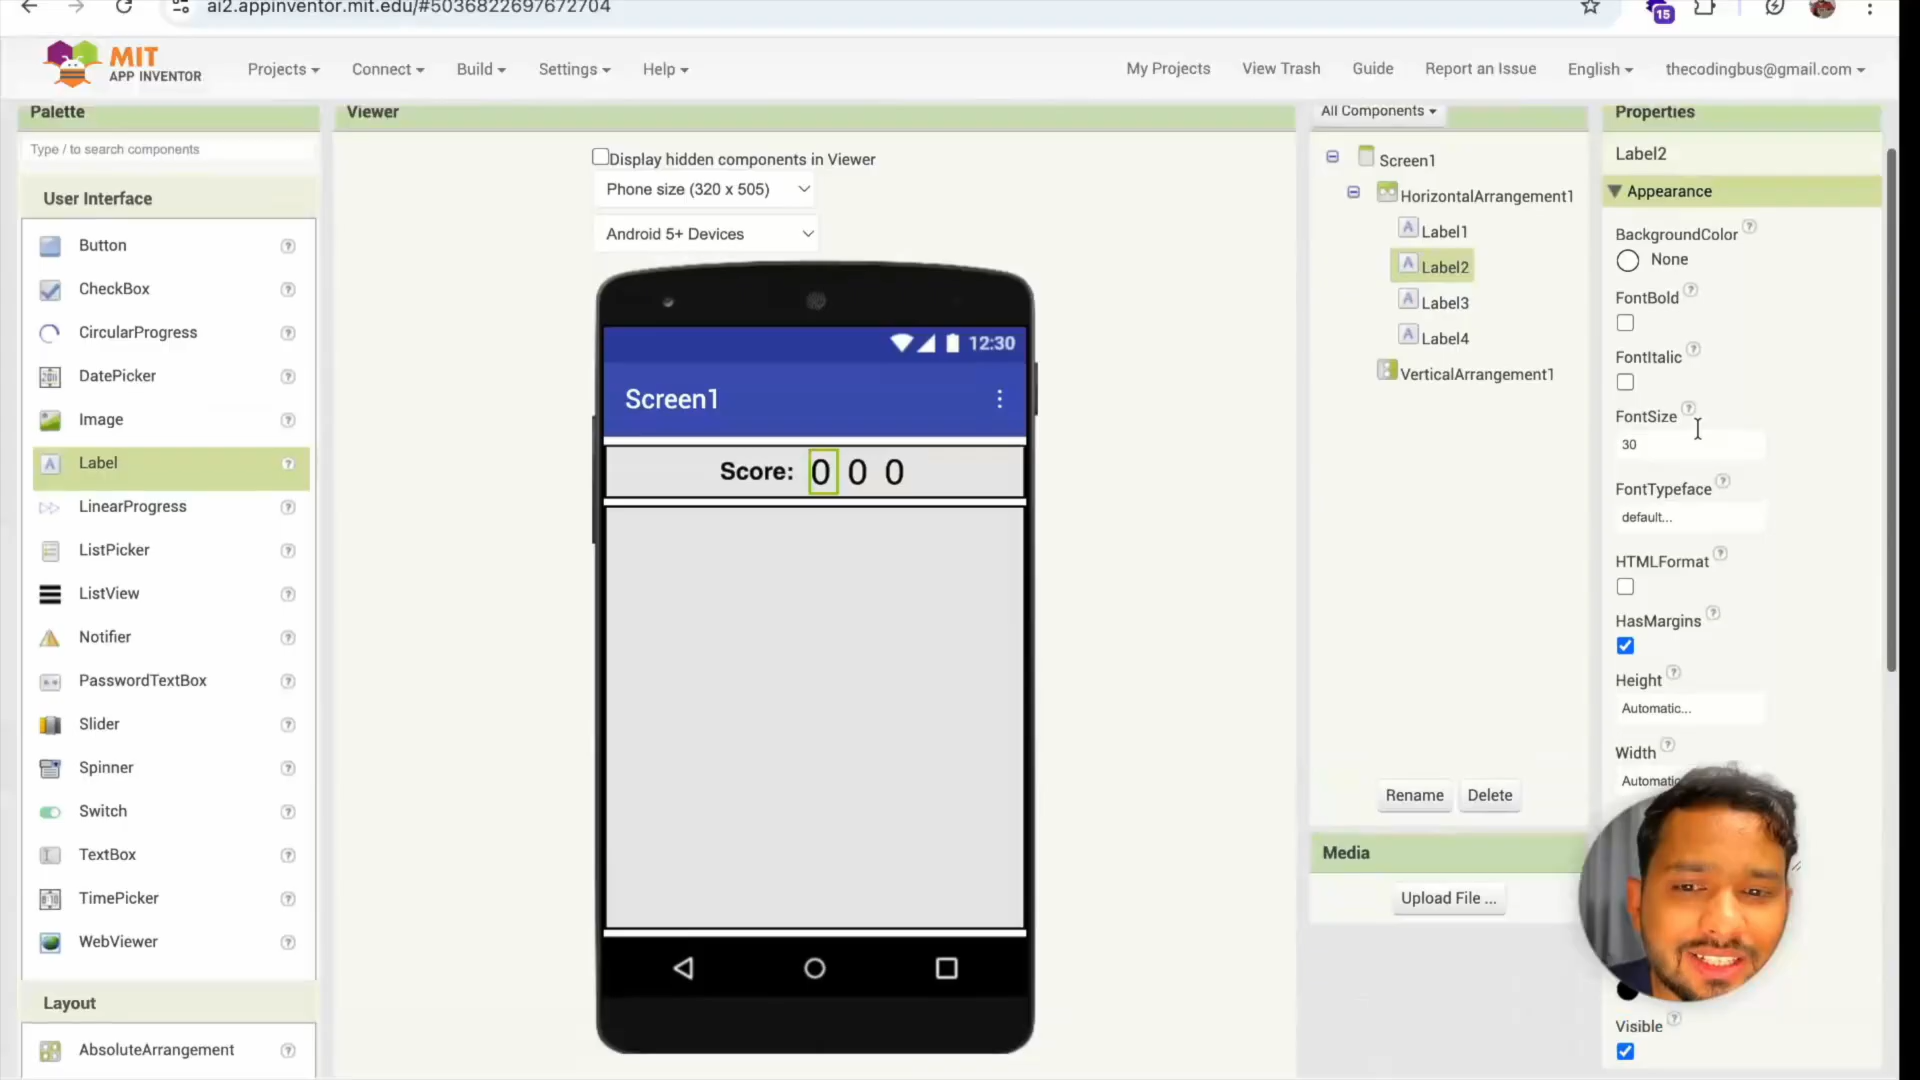 ai2.appinventor.mit.edu/#5036822697672704
15
MIT
APP INVENTOR
Projects
Connect
Build
Settings
Help
My Projects
View Trash
Guide
Report an Issue
English
thecodingbus@gmail.com
Palette
Type / to search components
User Interface
Button
CheckBox
CircularProgress
DatePicker
Image
Label
LinearProgress
ListPicker
ListView
Notifier
PasswordTextBox
Slider
Spinner
Switch
TextBox
TimePicker
WebViewer
Layout
AbsoluteArrangement
Viewer
Display hidden components in Viewer
Phone size (320 x 505)
Android 5+ Devices
12:30
Screen1
Score: 0 0 0
All Components
Screen1
HorizontalArrangement1
Label1
Label2
Label3
Label4
VerticalArrangement1
Rename
Delete
Media
Upload File ...
Properties
Label2
Appearance
BackgroundColor
None
FontBold
FontItalic
FontSize
30
FontTypeface
default...
HTMLFormat
HasMargins
Height
Automatic...
Width
Visible